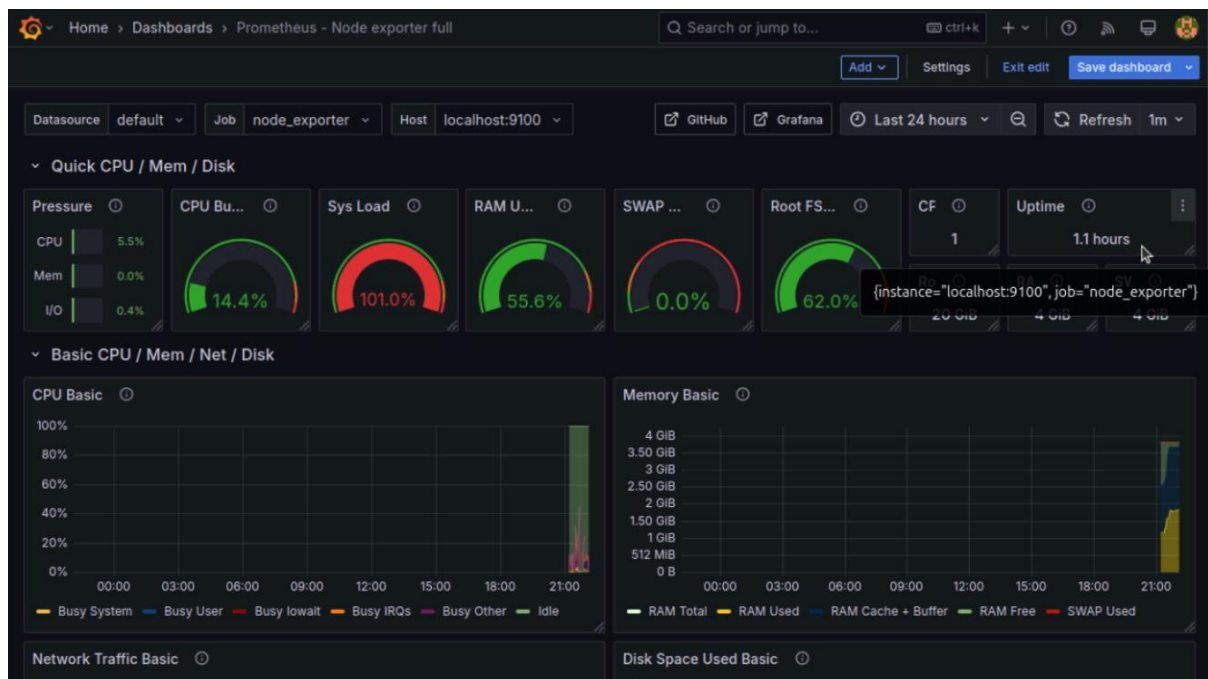 Home › Dashboards › Prometheus - Node exporter full
Search or jump to...
ctrl+k
Add
Settings
Exit edit
Save dashboard
Datasource default
Job node_exporter
Host localhost:9100
GitHub
Grafana
Last 24 hours
Refresh 1m
Quick CPU / Mem / Disk
Pressure
CPU 5.5%
Mem 0.0%
I/O 0.4%
CPU Bu...
14.4%
Sys Load
101.0%
RAM U...
55.6%
SWAP ...
0.0%
Root FS...
62.0%
CF
1
Uptime
1.1 hours
{instance="localhost:9100", job="node_exporter"}
20 GiB
4 GiB
4 GiB
Basic CPU / Mem / Net / Disk
CPU Basic
100%
80%
60%
40%
20%
0%
00:00 03:00 06:00 09:00 12:00 15:00 18:00 21:00
Busy System Busy User Busy Iowait Busy IRQs Busy Other Idle
Memory Basic
4 GiB
3.50 GiB
3 GiB
2.50 GiB
2 GiB
1.50 GiB
1 GiB
512 MiB
0 B
00:00 03:00 06:00 09:00 12:00 15:00 18:00 21:00
RAM Total RAM Used RAM Cache + Buffer RAM Free SWAP Used
Network Traffic Basic
Disk Space Used Basic